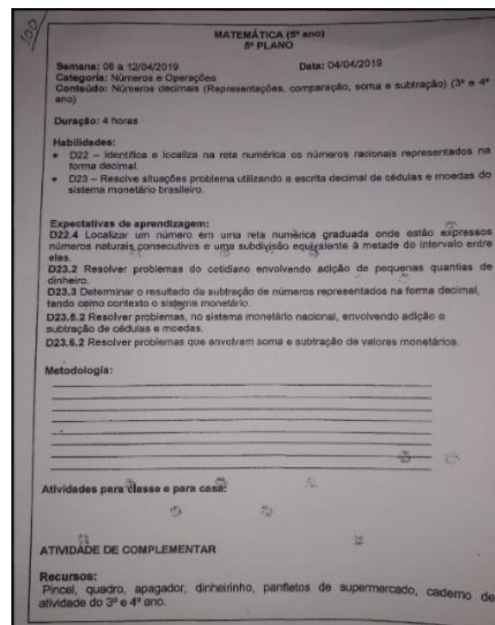 100
MATEMÁTICA (5º ano)
5º PLANO
Semana: 08 a 12/04/2019 Data: 04/04/2019
Categoria: Números e Operações
Conteúdo: Números decimais (Representações, comparação, soma e subtração) (3º e 4º
ano)
Duração: 4 horas
Habilidades:
• D22 – Identifica e localiza na reta numérica os números racionais representados na
forma decimal.
• D23 – Resolve situações problema utilizando a escrita decimal de cédulas e moedas do
sistema monetário brasileiro.
Expectativas de aprendizagem:
D22.4 Localizar um número em uma reta numérica graduada onde estão expressos
números naturais consecutivos e uma subdivisão equivalente à metade do intervalo entre
eles.
D23.2 Resolver problemas do cotidiano envolvendo adição de pequenas quantias de
dinheiro.
D23.3 Determinar o resultado da subtração de números representados na forma decimal,
tendo como contexto o sistema monetário.
D23.5.2 Resolver problemas, no sistema monetário nacional, envolvendo adição e
subtração de cédulas e moedas.
D23.6.2 Resolver problemas que envolvam soma e subtração de valores monetários.
Metodologia:
Atividades para classe e para casa:
ATIVIDADE DE COMPLEMENTAR
Recursos:
Pincel, quadro, apagador, dinheirinho, panfletos de supermercado, caderno de
atividade do 3º e 4º ano.